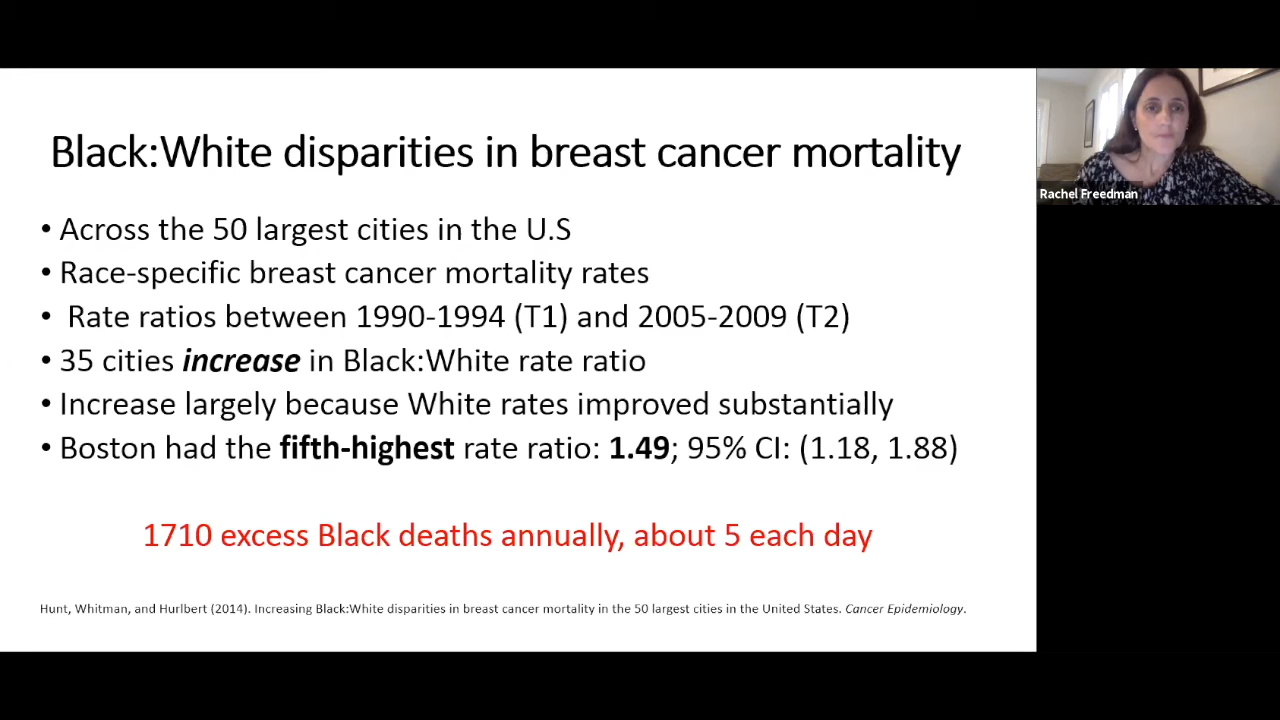 Black:White disparities in breast cancer mortality
Rachel Freedman
• Across the 50 largest cities in the U.S
• Race-specific breast cancer mortality rates
• Rate ratios between 1990-1994 (T1) and 2005-2009 (T2)
• 35 cities increase in Black:White rate ratio
• Increase largely because White rates improved substantially
• Boston had the fifth-highest rate ratio: 1.49; 95% CI: (1.18, 1.88)
1710 excess Black deaths annually, about 5 each day
Hunt, Whitman, and Hurlbert (2014). Increasing Black:White disparities in breast cancer mortality in the 50 largest cities in the United States. Cancer Epidemiology.